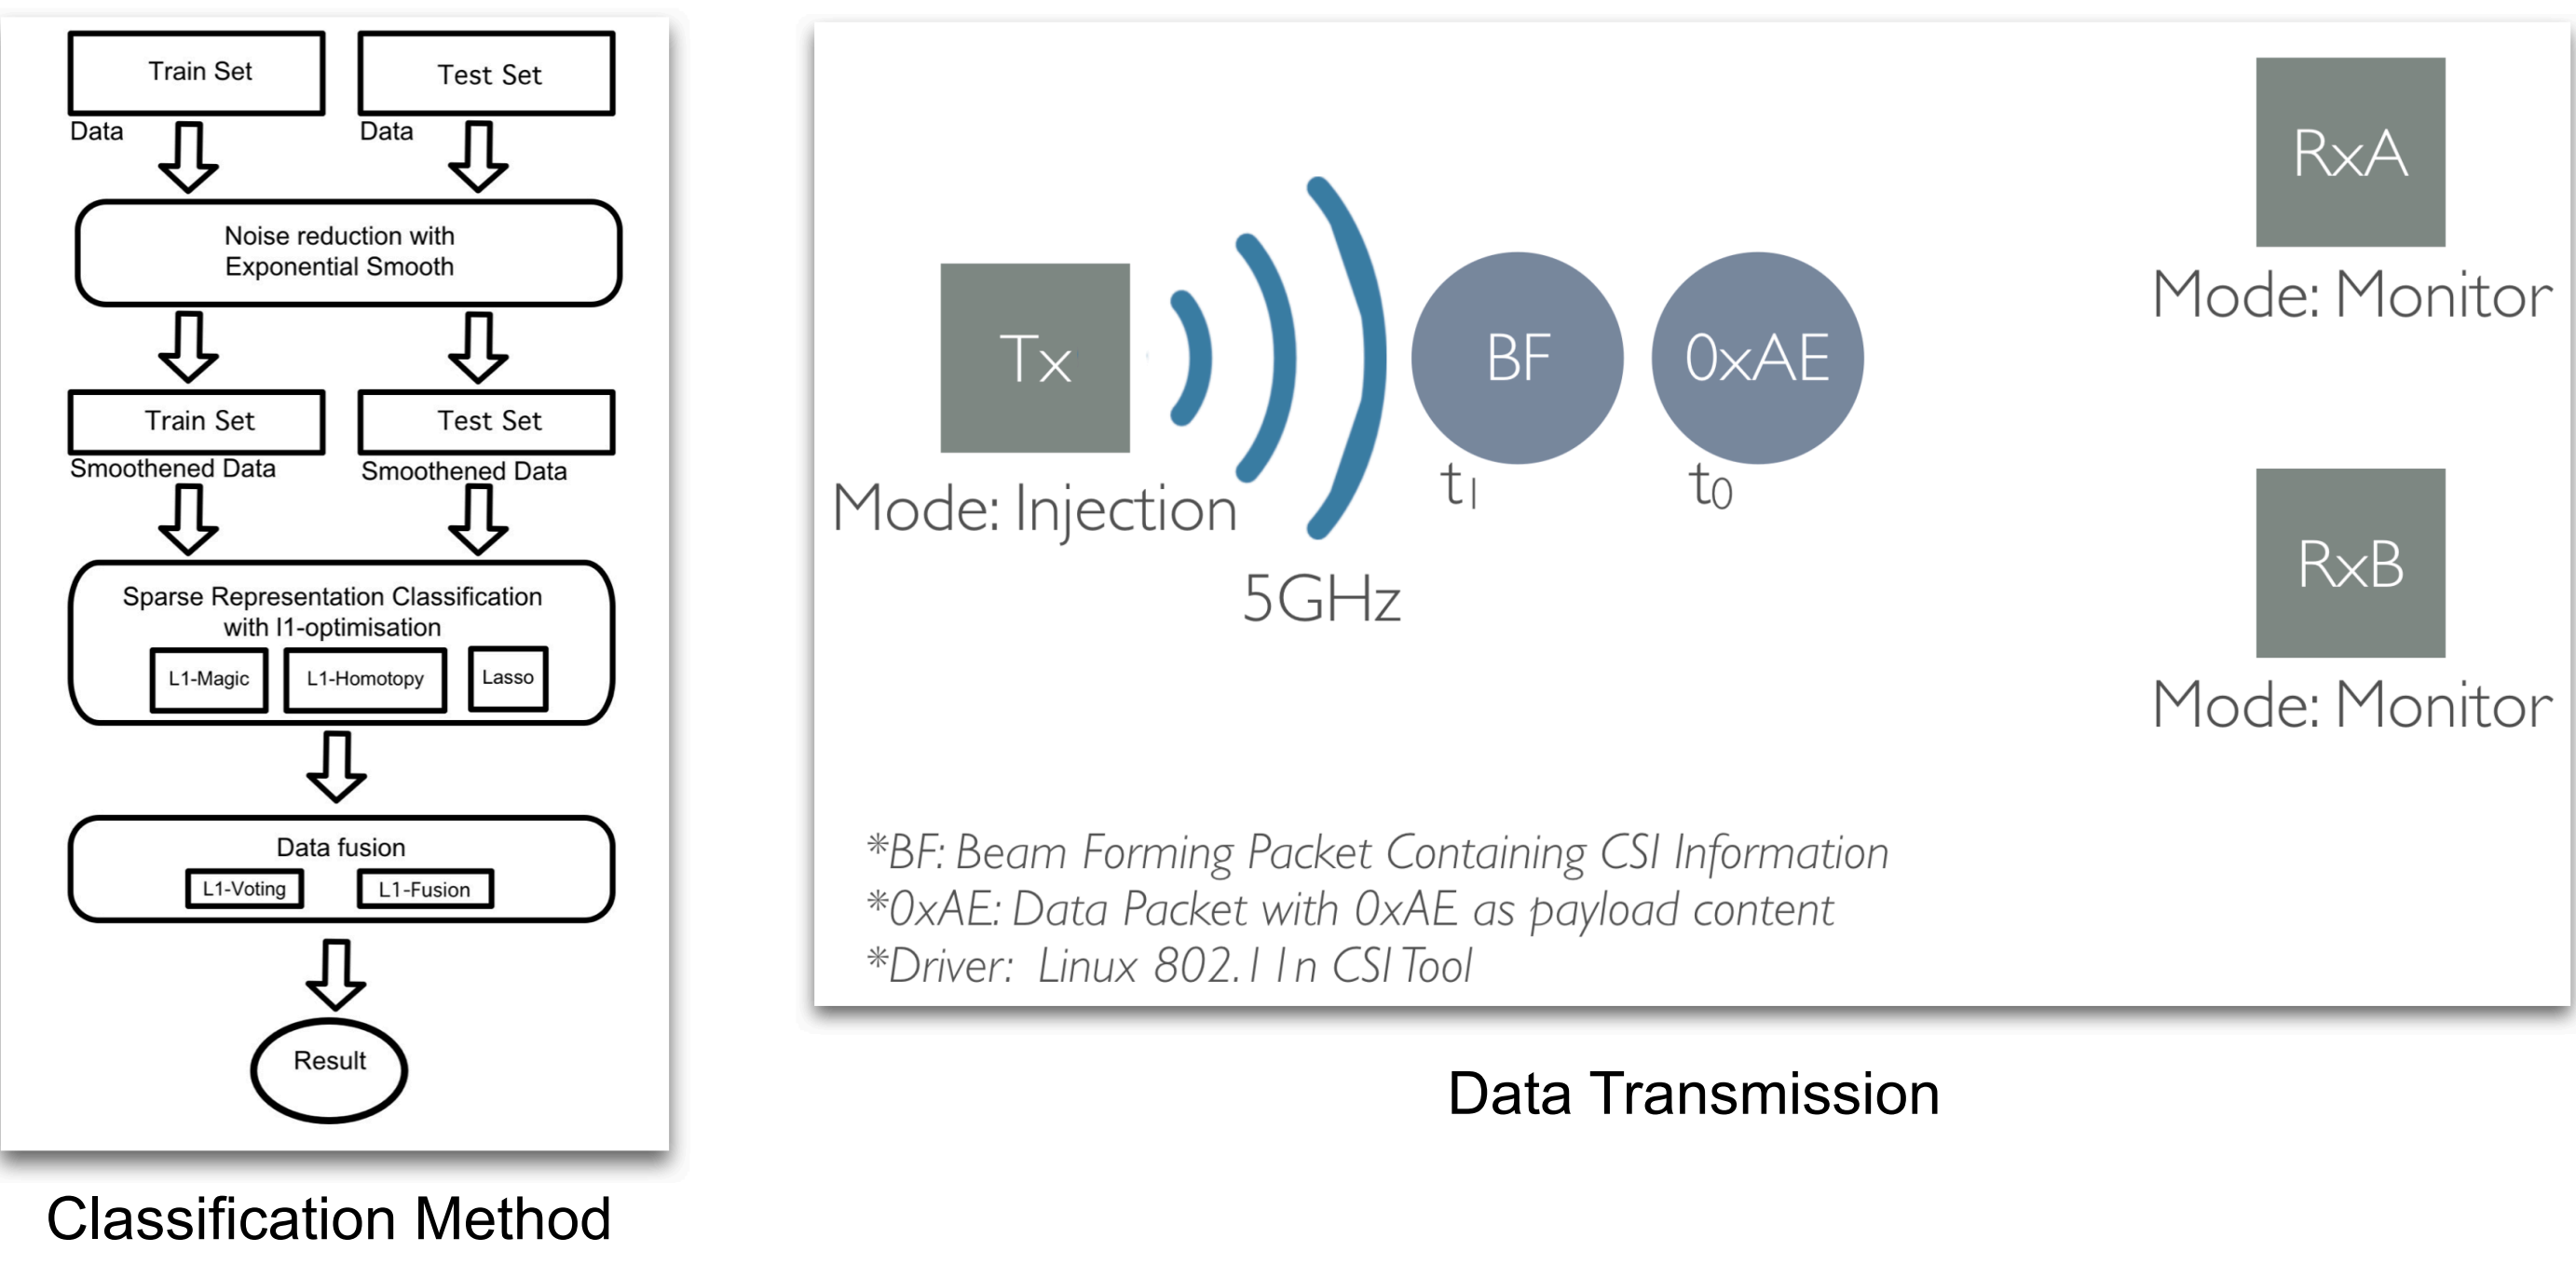 Train Set
Test Set
Data
Data
Noise reduction with
Exponential Smooth
Train Set
Test Set
Smoothened Data
Smoothened Data
Sparse Representation Classification
with l1-optimisation
L1-Magic
L1-Homotopy
Lasso
Data fusion
L1-Voting
L1-Fusion
Result
Classification Method
Tx
Mode: Injection
5GHz
BF
t1
0xAE
t0
RxA
Mode: Monitor
RxB
Mode: Monitor
*BF: Beam Forming Packet Containing CSI Information
*0xAE: Data Packet with 0xAE as payload content
*Driver: Linux 802.11n CSI Tool
Data Transmission